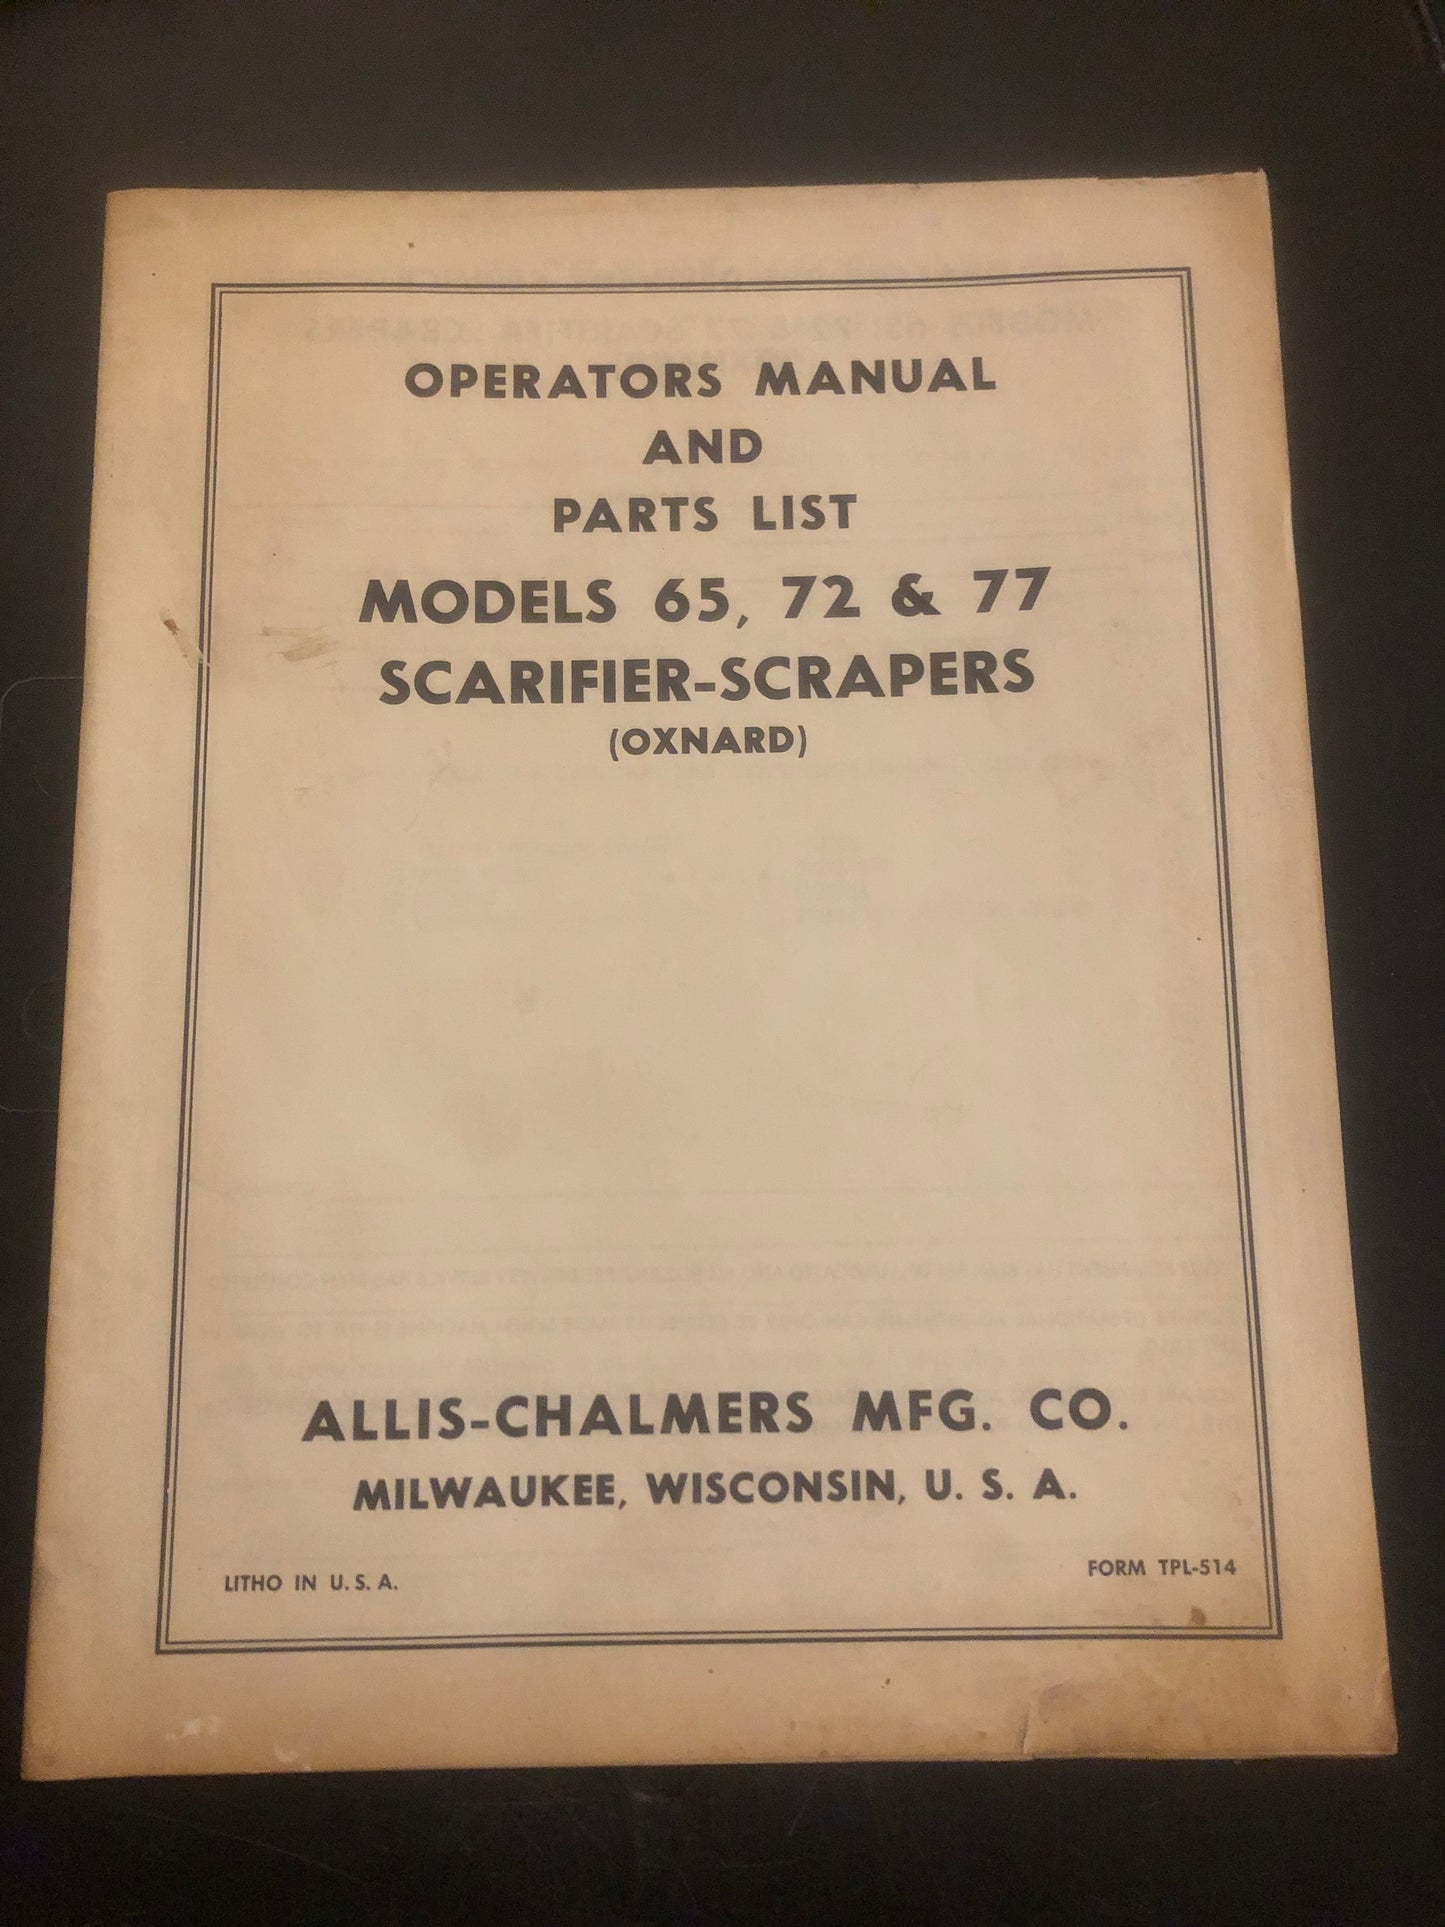 OPERATORS MANUAL
AND
PARTS LIST
MODELS 65, 72 & 77
SCARIFIER-SCRAPERS
(OXNARD)
ALLIS-CHALMERS MFG. CO.
MILWAUKEE, WISCONSIN, U. S. A.
LITHO IN U. S. A.
FORM TPL-514